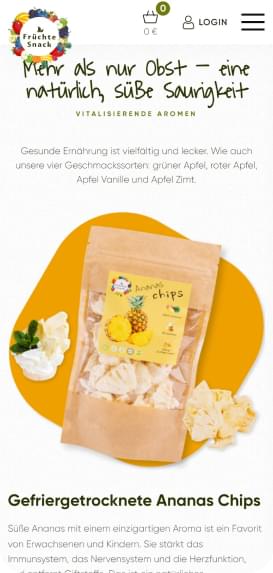 Früchte
Snack
0
0 €
LOGIN
Mehr als nur Obst – eine
natürlich, süße Saurigkeit
VITALISIERENDE AROMEN
Gesunde Ernährung ist vielfältig und lecker. Wie auch
unsere vier Geschmackssorten: grüner Apfel, roter Apfel,
Apfel Vanille und Apfel Zimt.
Ananas
chips
Gefriergetrocknete Ananas Chips
Süße Ananas mit einem einzigartigen Aroma ist ein Favorit
von Erwachsenen und Kindern. Sie stärkt das
Immunsystem, das Nervensystem und die Herzfunktion,